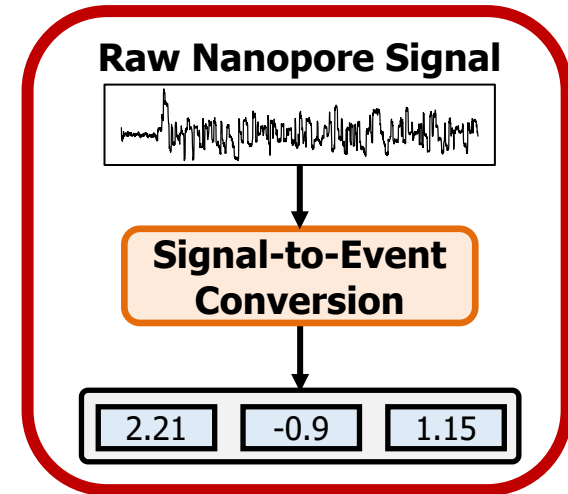 Raw Nanopore Signal
Signal-to-Event
Conversion
2.21 -0.9 1.15